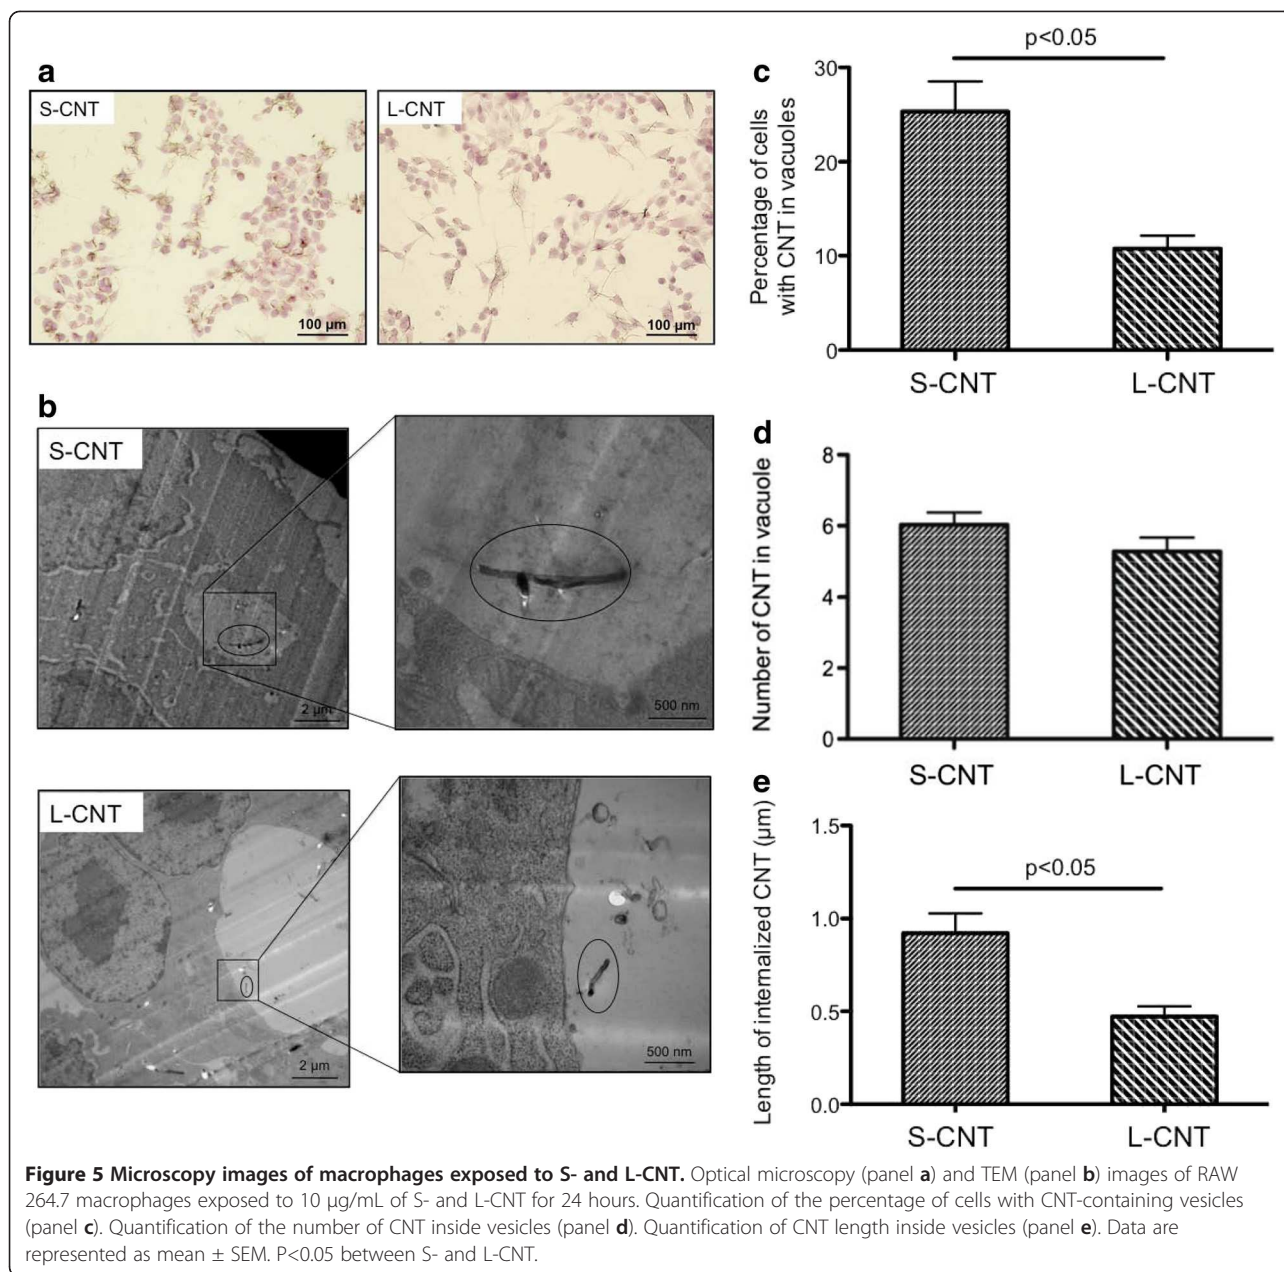 a
S-CNT
L-CNT
100 µm
100 µm
b
S-CNT
2 µm
500 nm
L-CNT
2 µm
500 nm
c
p<0.05
Percentage of cells
with CNT in vacuoles
30
20
10
0
S-CNT
L-CNT
d
Number of CNT in vacuole
8
6
4
2
0
S-CNT
L-CNT
e
Length of internalized CNT (µm)
1.5
1.0
0.5
0.0
p<0.05
S-CNT
L-CNT
Figure 5 Microscopy images of macrophages exposed to S- and L-CNT. Optical microscopy (panel a) and TEM (panel b) images of RAW
264.7 macrophages exposed to 10 µg/mL of S- and L-CNT for 24 hours. Quantification of the percentage of cells with CNT-containing vesicles
(panel c). Quantification of the number of CNT inside vesicles (panel d). Quantification of CNT length inside vesicles (panel e). Data are
represented as mean ± SEM. P<0.05 between S- and L-CNT.